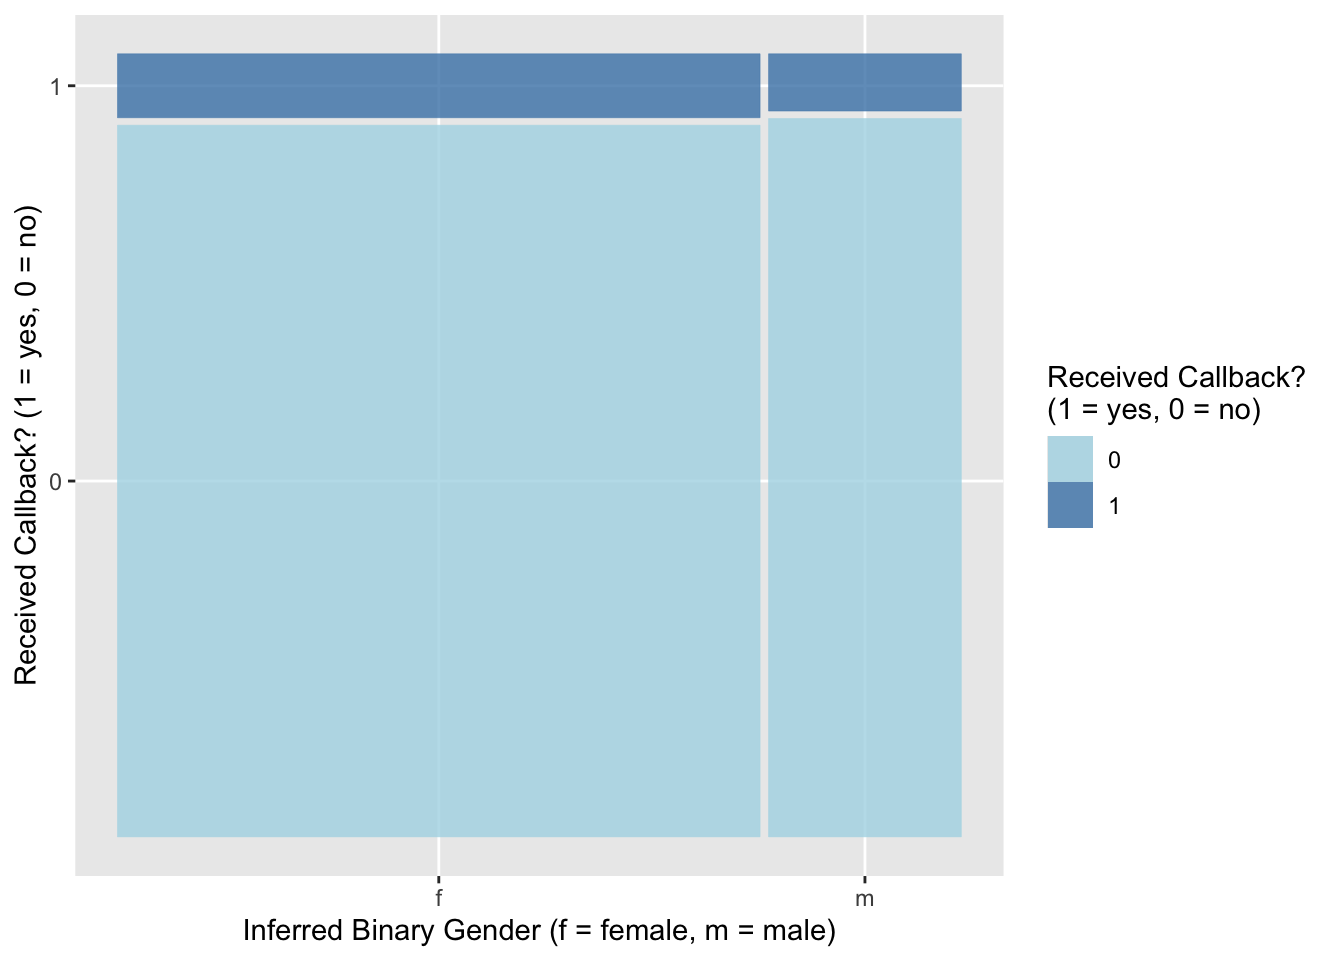 Received Callback? (1 = yes, 0 = no)
1
0
f
m
Inferred Binary Gender (f = female, m = male)
Received Callback?
(1 = yes, 0 = no)
0
1